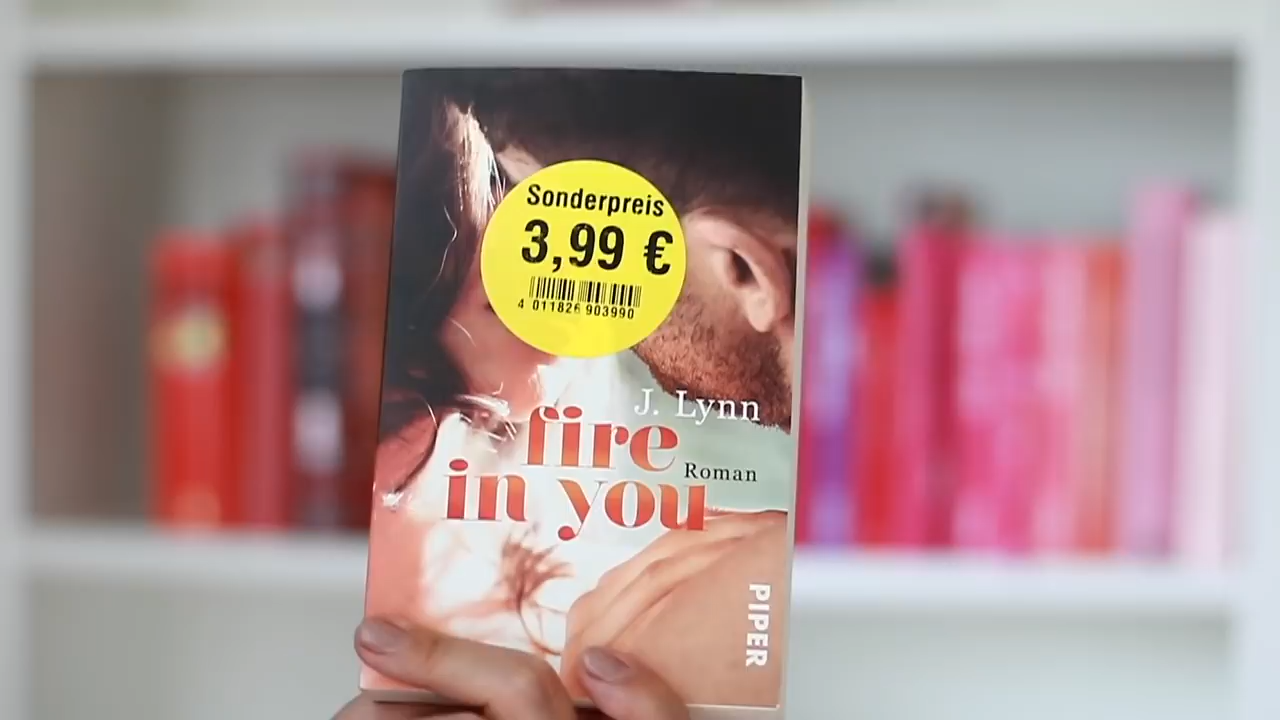 Sonderpreis
3,99 €
4 011826 903990
J. Lynn
fire
Roman
in you
PIPER